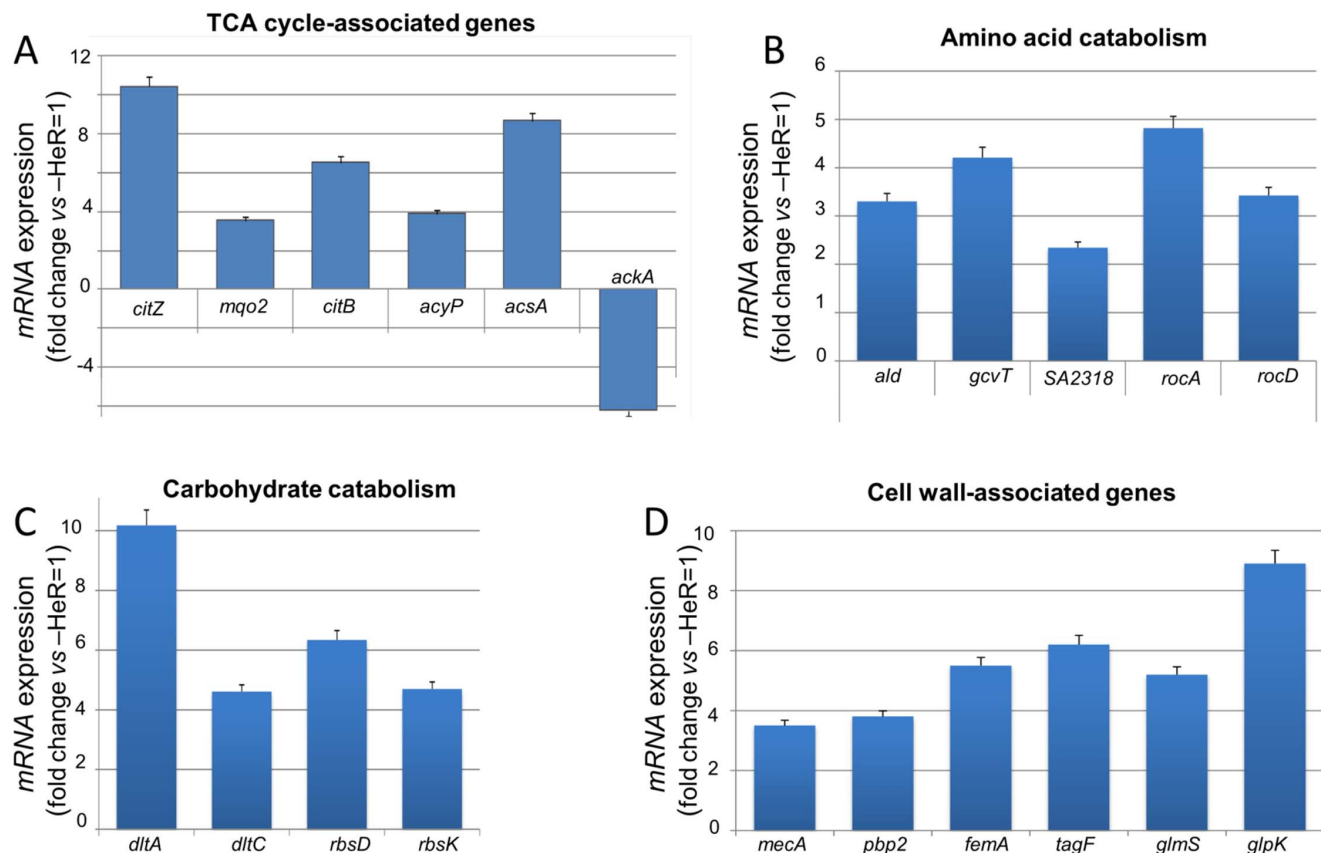 A
TCA cycle-associated genes
mRNA expression
(fold change vs –HeR=1)
12
8
4
0
-4
citZ
mqo2
citB
acyP
acsA
ackA
B
Amino acid catabolism
mRNA expression
(fold change vs –HeR=1)
6
5
4
3
2
1
0
ald
gcvT
SA2318
rocA
rocD
C
Carbohydrate catabolism
mRNA expression
(fold change vs –HeR=1)
10
8
6
4
2
0
dltA
dltC
rbsD
rbsK
D
Cell wall-associated genes
mRNA expression
(fold change vs –HeR=1)
10
8
6
4
2
0
mecA
pbp2
femA
tagF
glmS
glpK